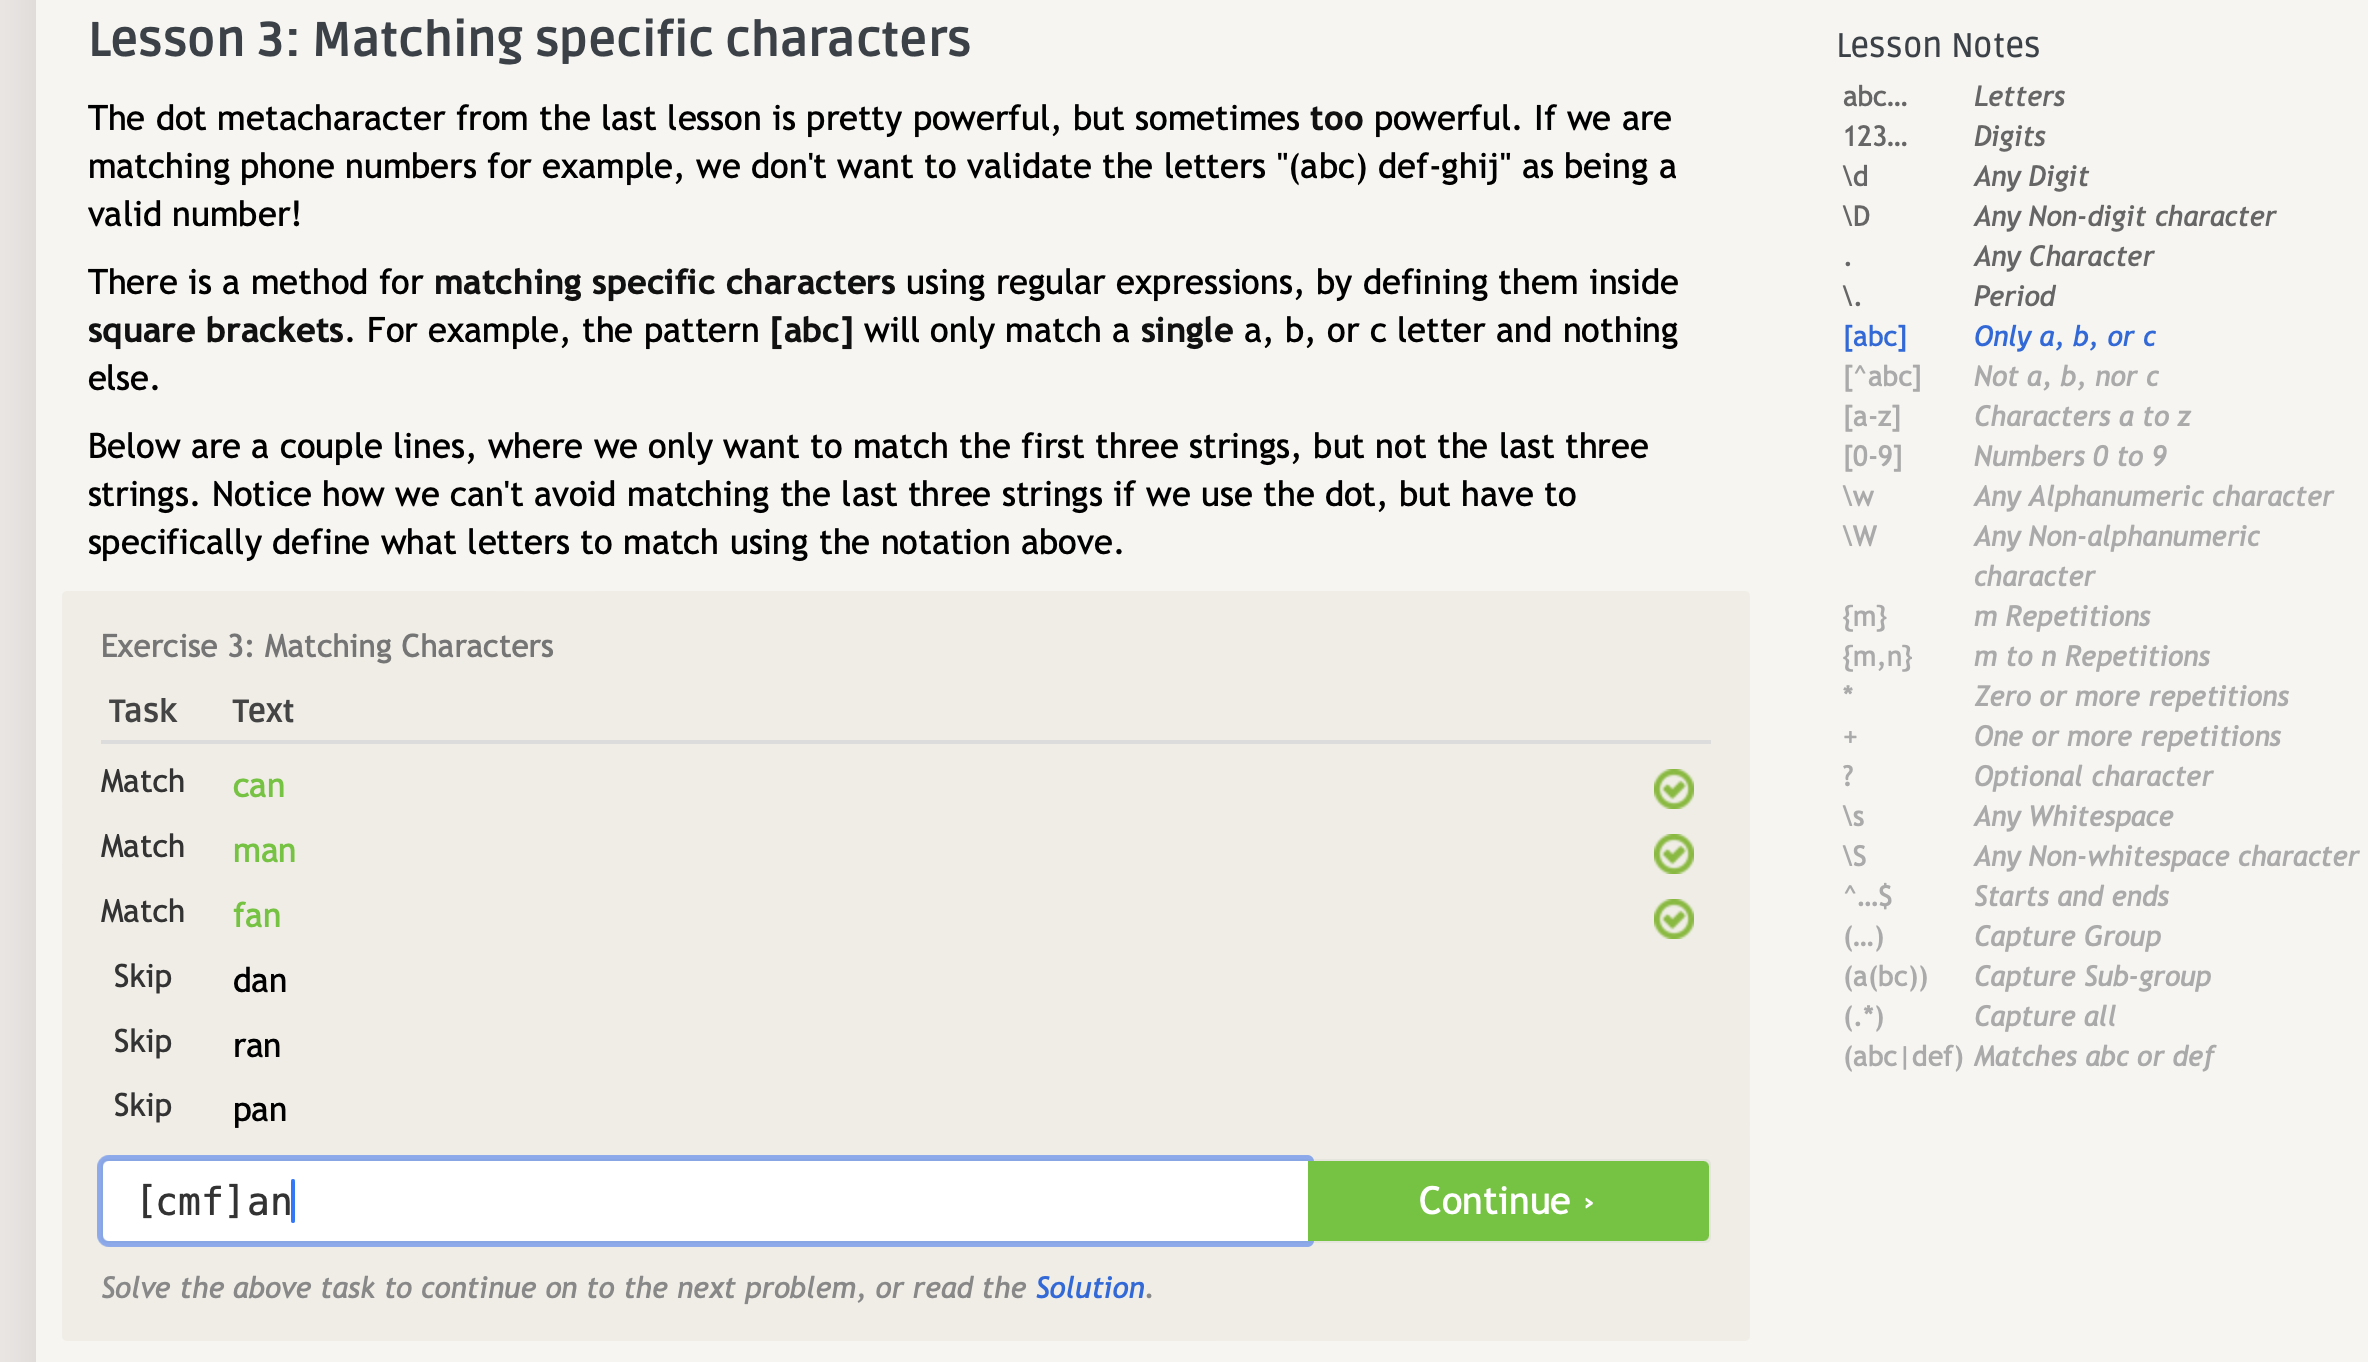 Lesson 3: Matching specific characters
The dot metacharacter from the last lesson is pretty powerful, but sometimes too powerful. If we are
matching phone numbers for example, we don't want to validate the letters "(abc) def-ghij" as being a
valid number!
There is a method for matching specific characters using regular expressions, by defining them inside
square brackets. For example, the pattern [abc] will only match a single a, b, or c letter and nothing
else.
Below are a couple lines, where we only want to match the first three strings, but not the last three
strings. Notice how we can't avoid matching the last three strings if we use the dot, but have to
specifically define what letters to match using the notation above.
Exercise 3: Matching Characters
Task Text
Match can
Match man
Match fan
Skip dan
Skip ran
Skip pan
[cmf]an
Continue ›
Solve the above task to continue on to the next problem, or read the Solution.
Lesson Notes
abc… Letters
123… Digits
\d Any Digit
\D Any Non-digit character
. Any Character
\. Period
[abc] Only a, b, or c
[^abc] Not a, b, nor c
[a-z] Characters a to z
[0-9] Numbers 0 to 9
\w Any Alphanumeric character
\W Any Non-alphanumeric
character
{m} m Repetitions
{m,n} m to n Repetitions
* Zero or more repetitions
+ One or more repetitions
? Optional character
\s Any Whitespace
\S Any Non-whitespace character
^…$ Starts and ends
(…) Capture Group
(a(bc)) Capture Sub-group
(.*) Capture all
(abc|def) Matches abc or def